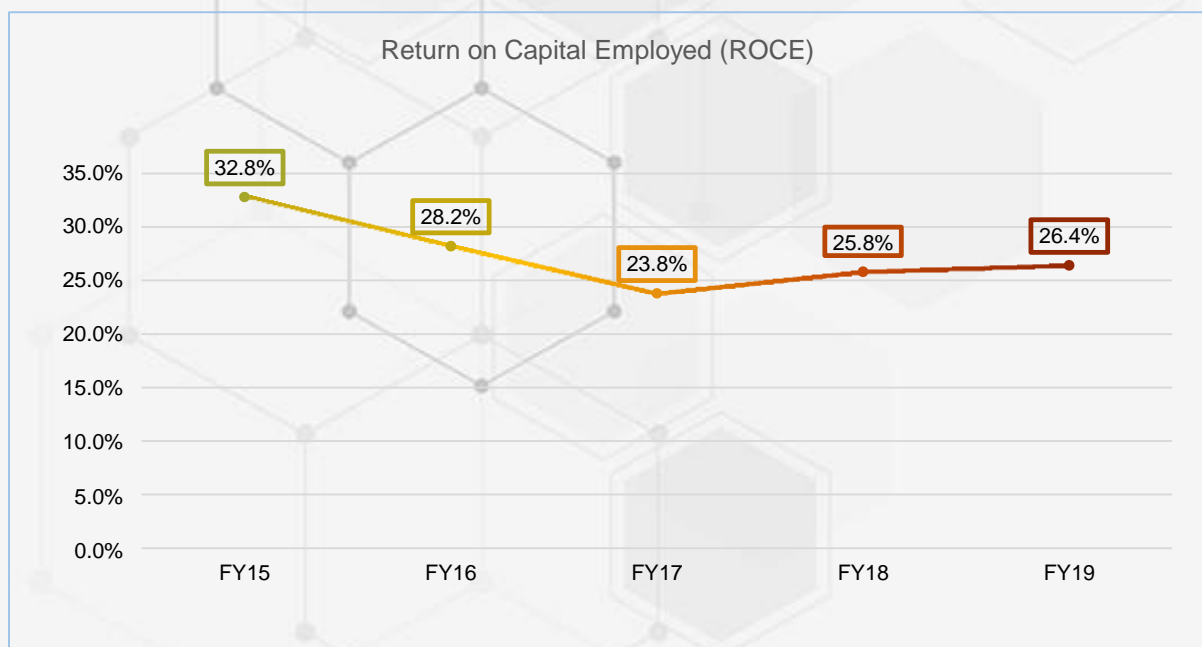 Return on Capital Employed (ROCE)
35.0%
30.0%
25.0%
20.0%
15.0%
10.0%
5.0%
0.0%
32.8%
28.2%
23.8%
25.8%
26.4%
FY15
FY16
FY17
FY18
FY19